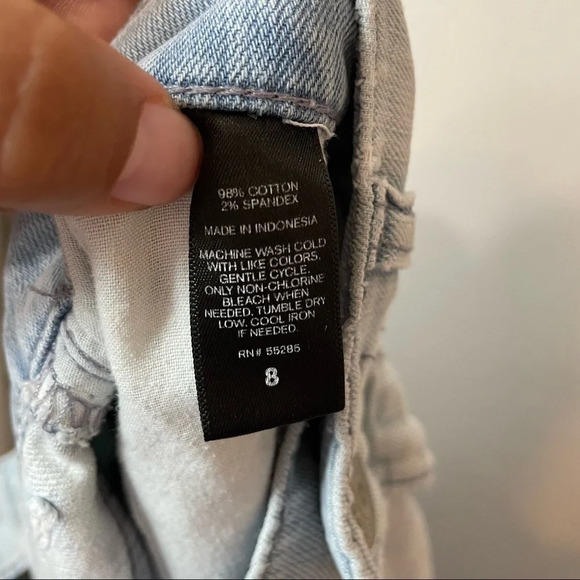 98% COTTON
2% SPANDEX
MADE IN INDONESIA
MACHINE WASH COLD
WITH LIKE COLORS,
GENTLE CYCLE.
ONLY NON-CHLORINE
BLEACH WHEN
NEEDED. TUMBLE DRY
LOW. COOL IRON
IF NEEDED.
RN# 55285
8